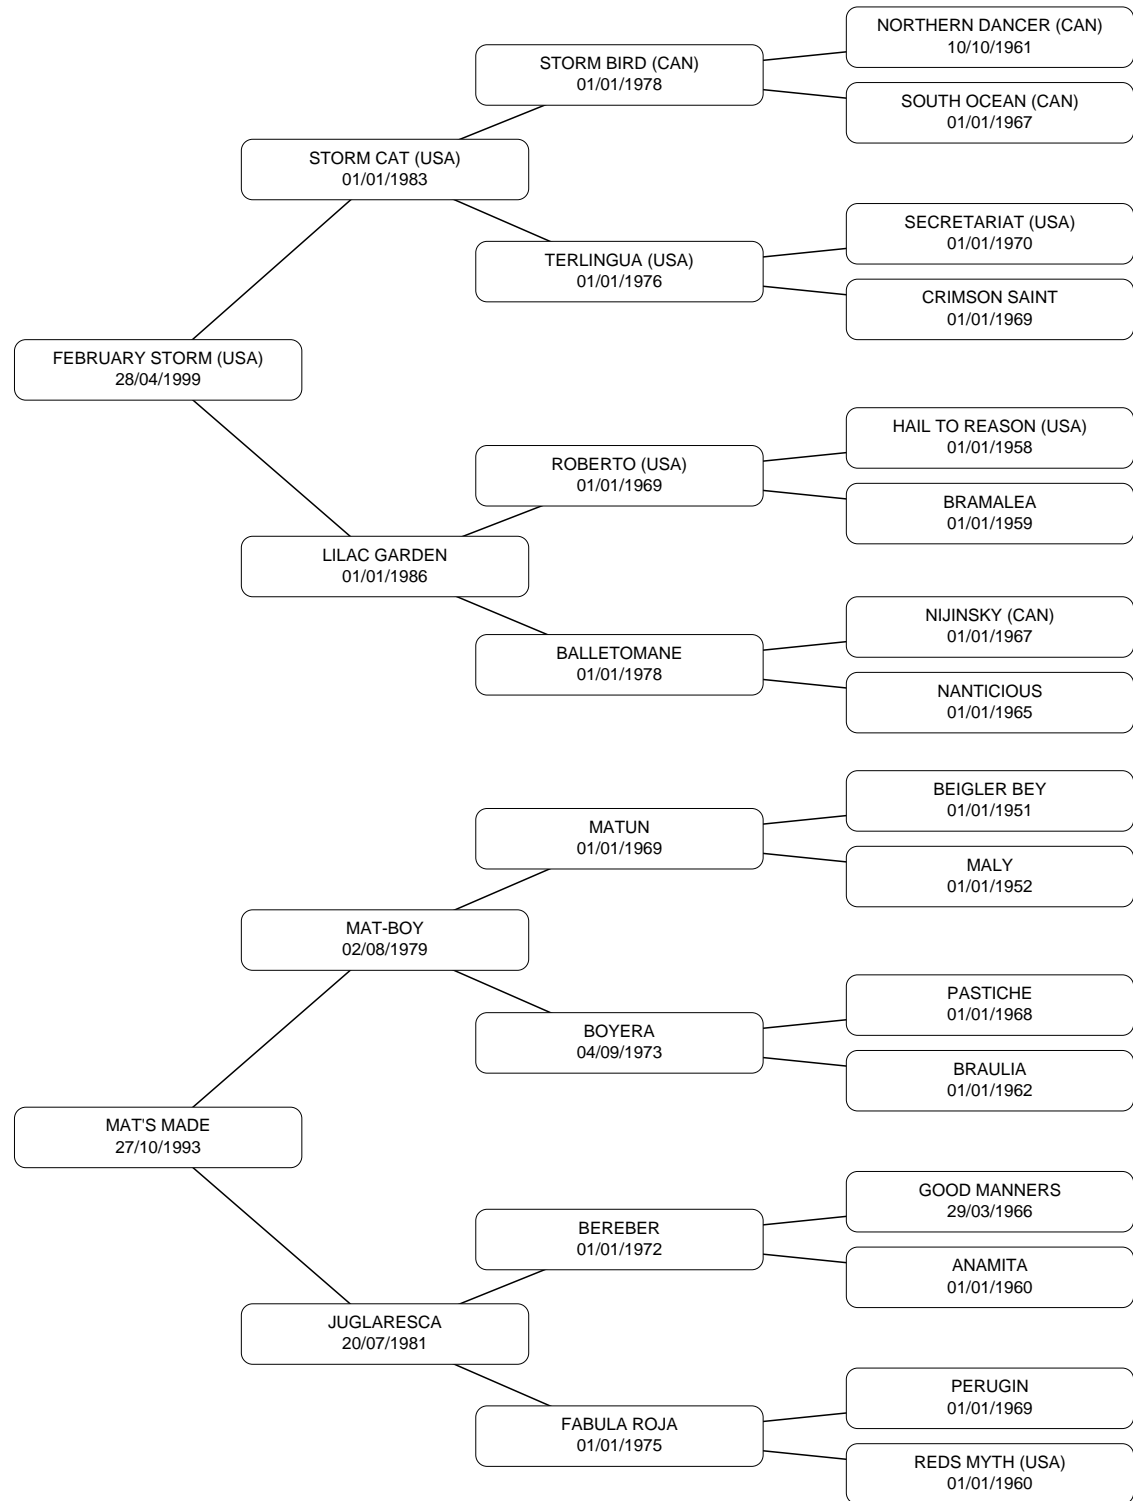 NORTHERN DANCER (CAN)
10/10/1961
STORM BIRD (CAN)
01/01/1978
SOUTH OCEAN (CAN)
01/01/1967
STORM CAT (USA)
01/01/1983
SECRETARIAT (USA)
01/01/1970
TERLINGUA (USA)
01/01/1976
CRIMSON SAINT
01/01/1969
FEBRUARY STORM (USA)
28/04/1999
HAIL TO REASON (USA)
01/01/1958
ROBERTO (USA)
01/01/1969
BRAMALEA
01/01/1959
LILAC GARDEN
01/01/1986
NIJINSKY (CAN)
01/01/1967
BALLETOMANE
01/01/1978
NANTICIOUS
01/01/1965
BEIGLER BEY
01/01/1951
MATUN
01/01/1969
MALY
01/01/1952
MAT-BOY
02/08/1979
PASTICHE
01/01/1968
BOYERA
04/09/1973
BRAULIA
01/01/1962
MAT'S MADE
27/10/1993
GOOD MANNERS
29/03/1966
BEREBER
01/01/1972
ANAMITA
01/01/1960
JUGLARESCA
20/07/1981
PERUGIN
01/01/1969
FABULA ROJA
01/01/1975
REDS MYTH (USA)
01/01/1960